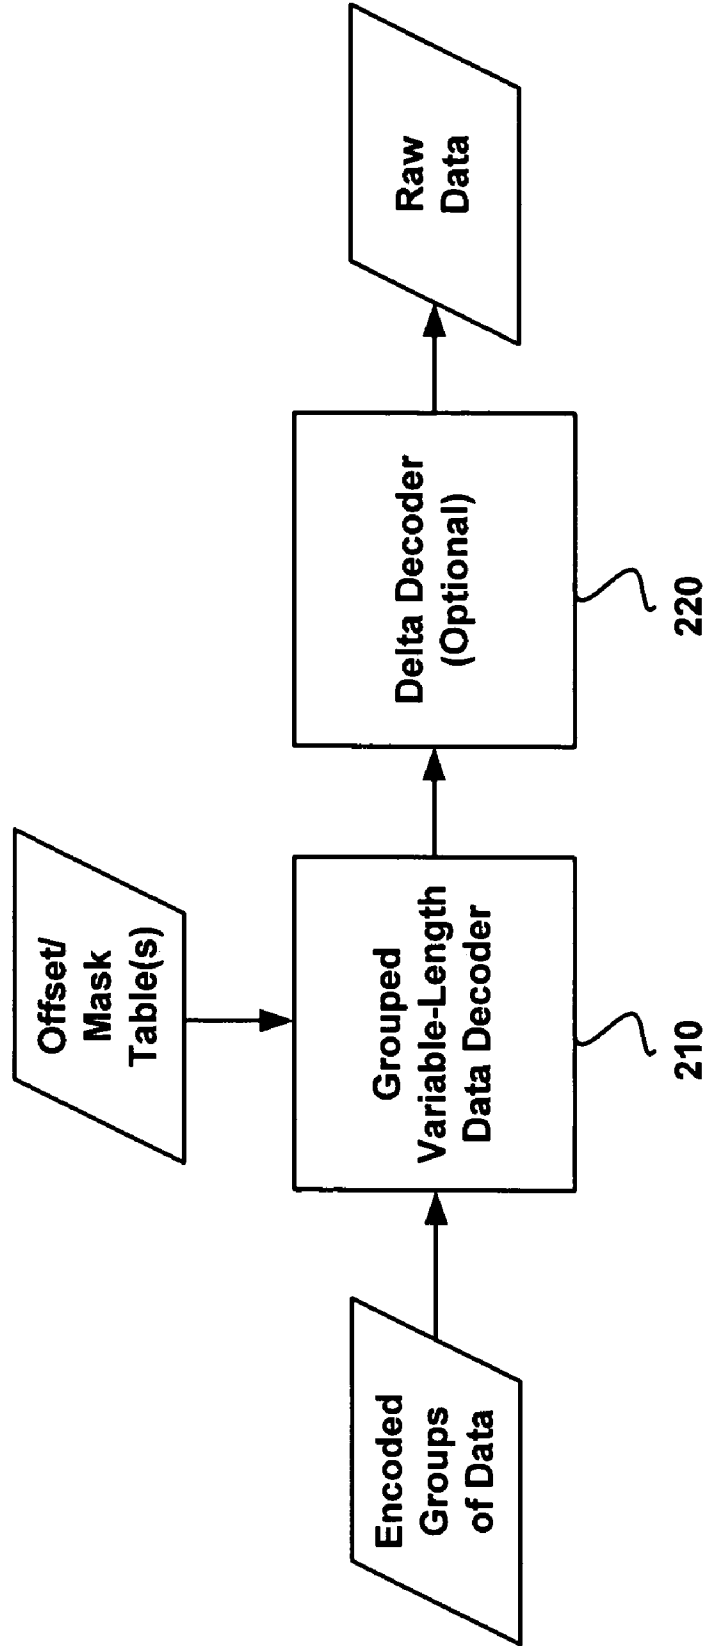 Offset/
Mask
Table(s)
Encoded
Groups
of Data
Grouped
Variable-Length
Data Decoder
210
Delta Decoder
(Optional)
220
Raw
Data